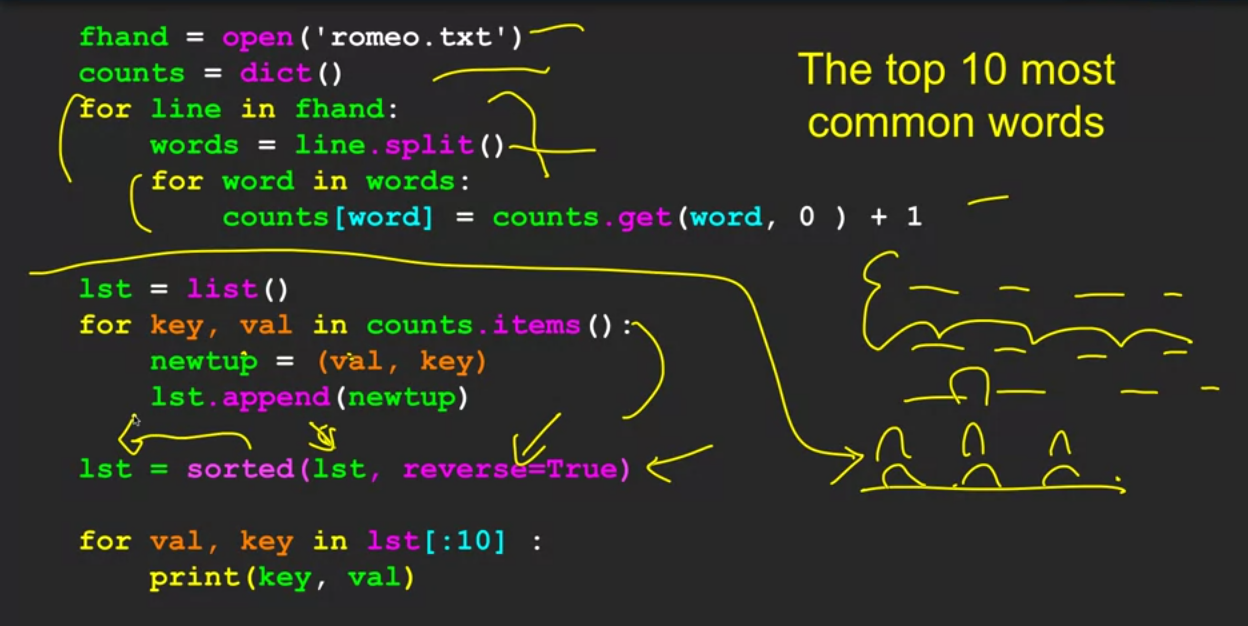 fhand = open('romeo.txt')
counts = dict()
for line in fhand:
    words = line.split()
    for word in words:
        counts[word] = counts.get(word, 0 ) + 1
The top 10 most
common words
lst = list()
for key, val in counts.items():
    newtup = (val, key)
    lst.append(newtup)
lst = sorted(lst, reverse=True)
for val, key in lst[:10] :
    print(key, val)